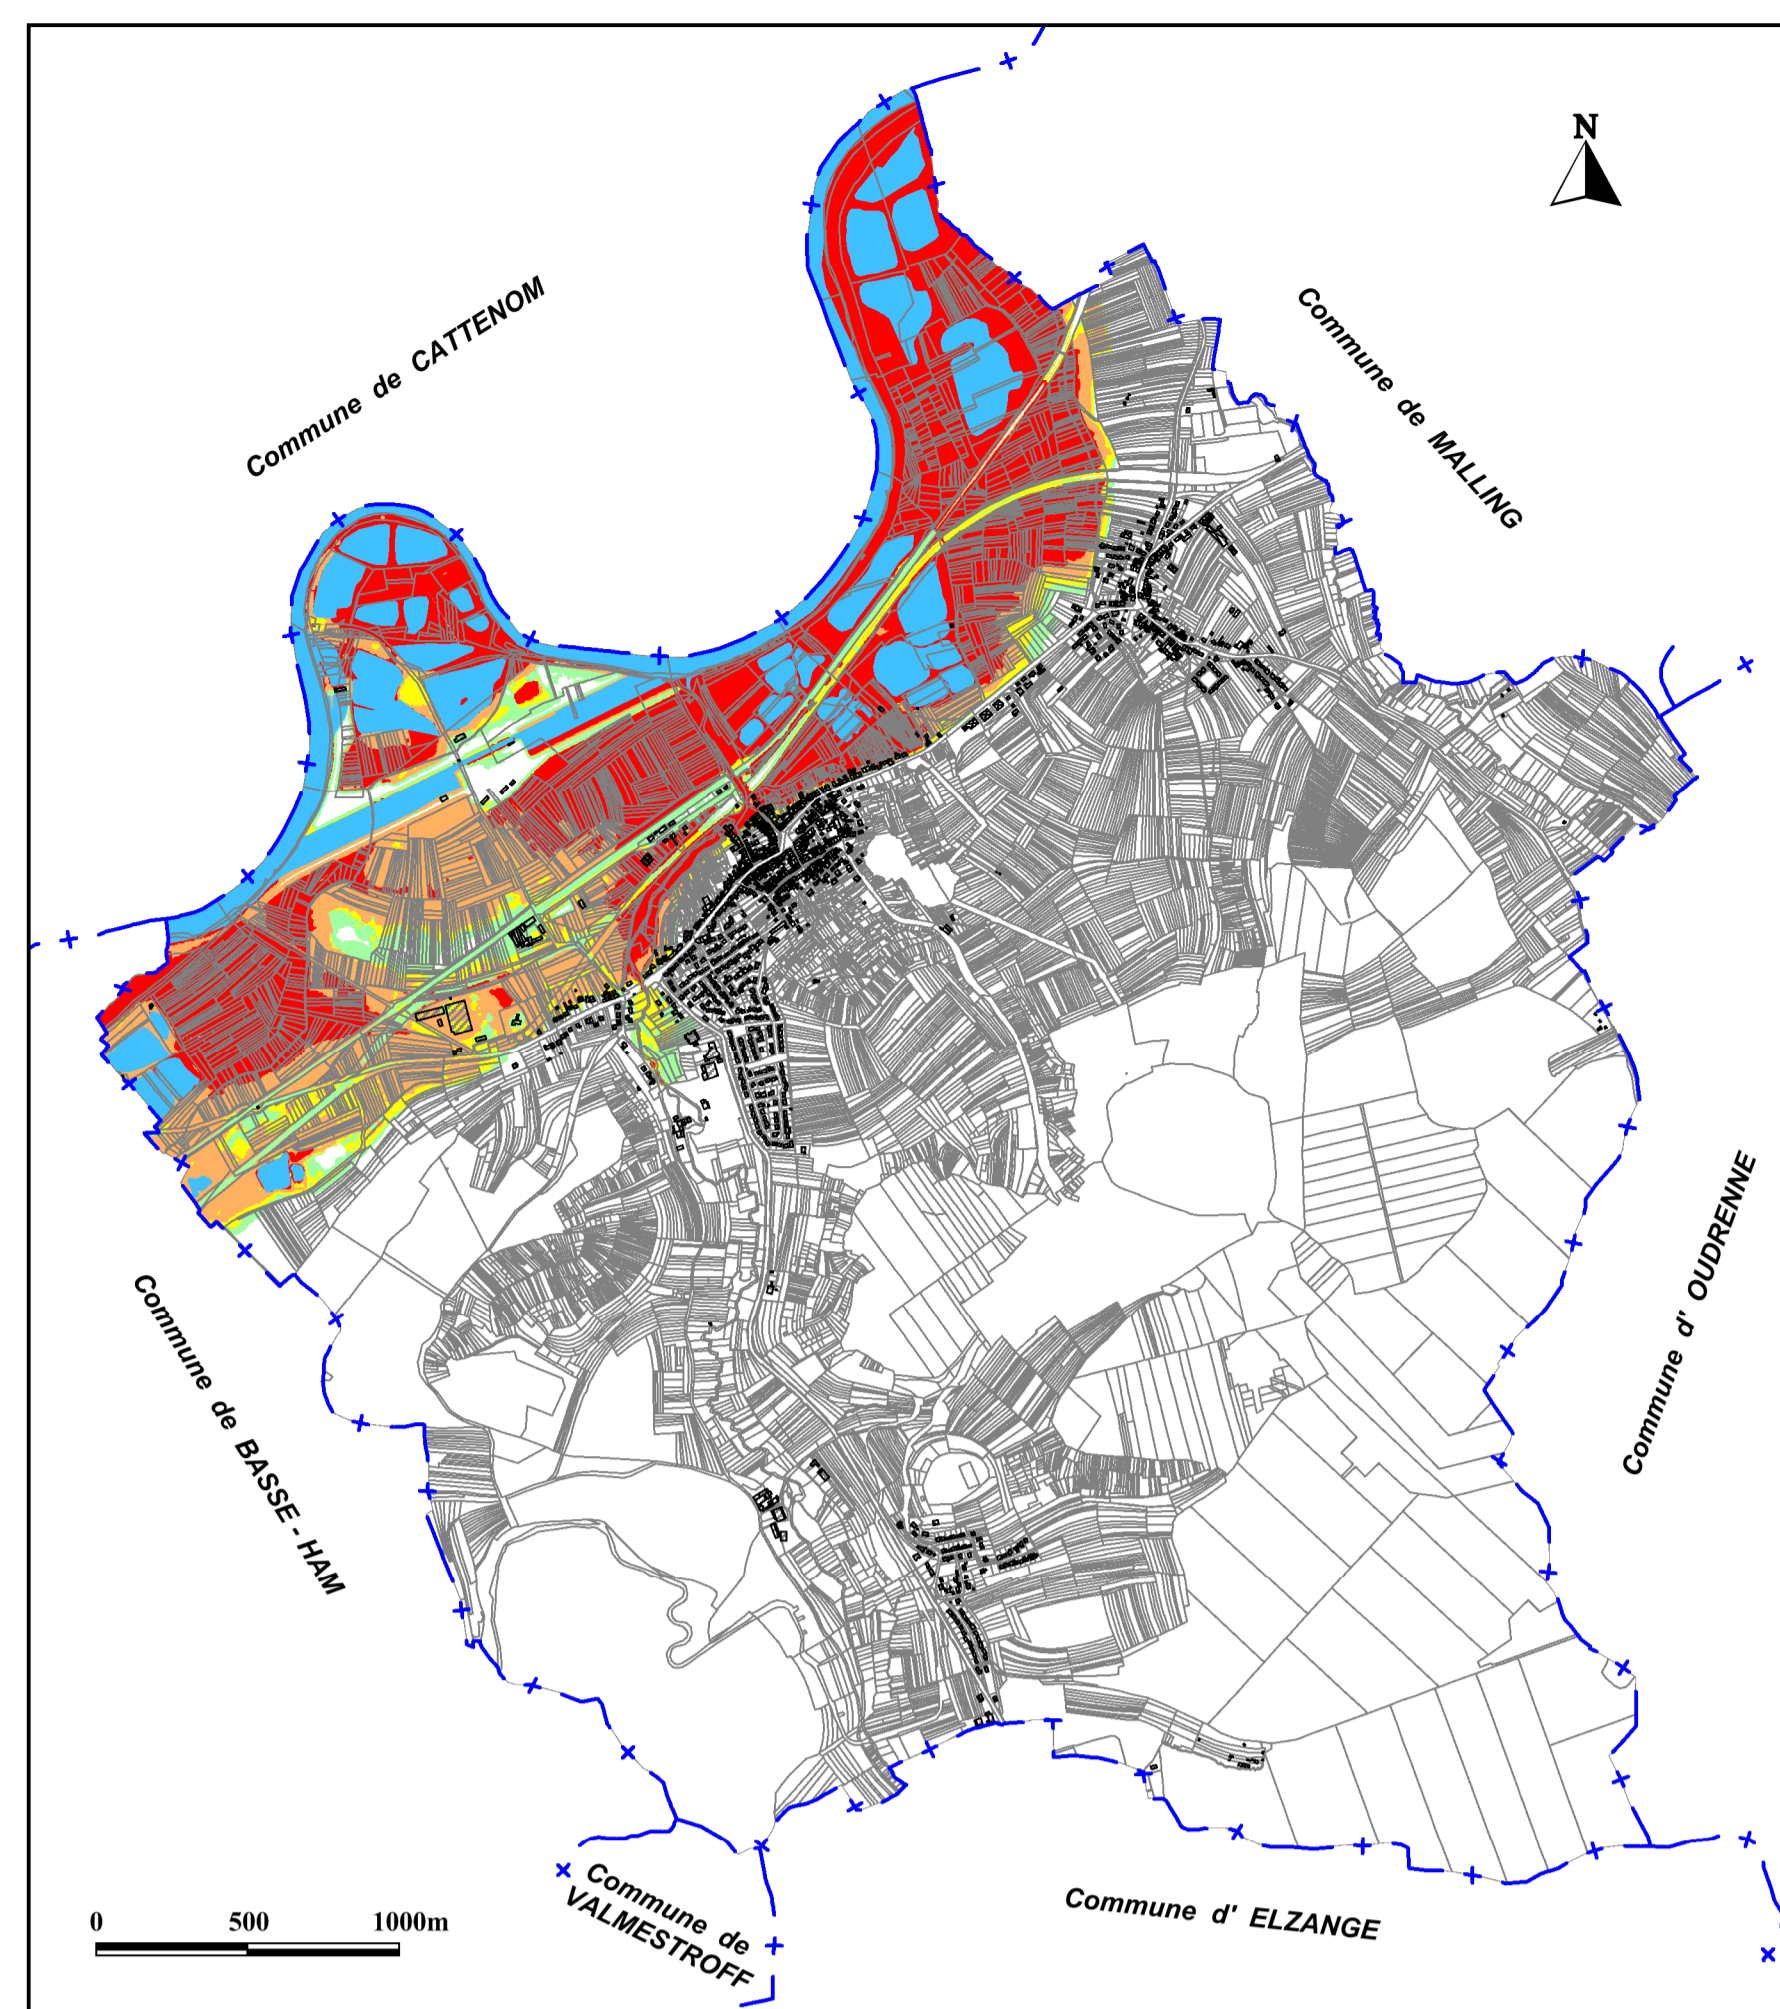 N
Commune de CATTENOM
Commune de MALLING
Commune d' OUDRENNE
Commune de BASSE - HAM
Commune de
VALMESTROFF
Commune d' ELZANGE
0 500 1000m